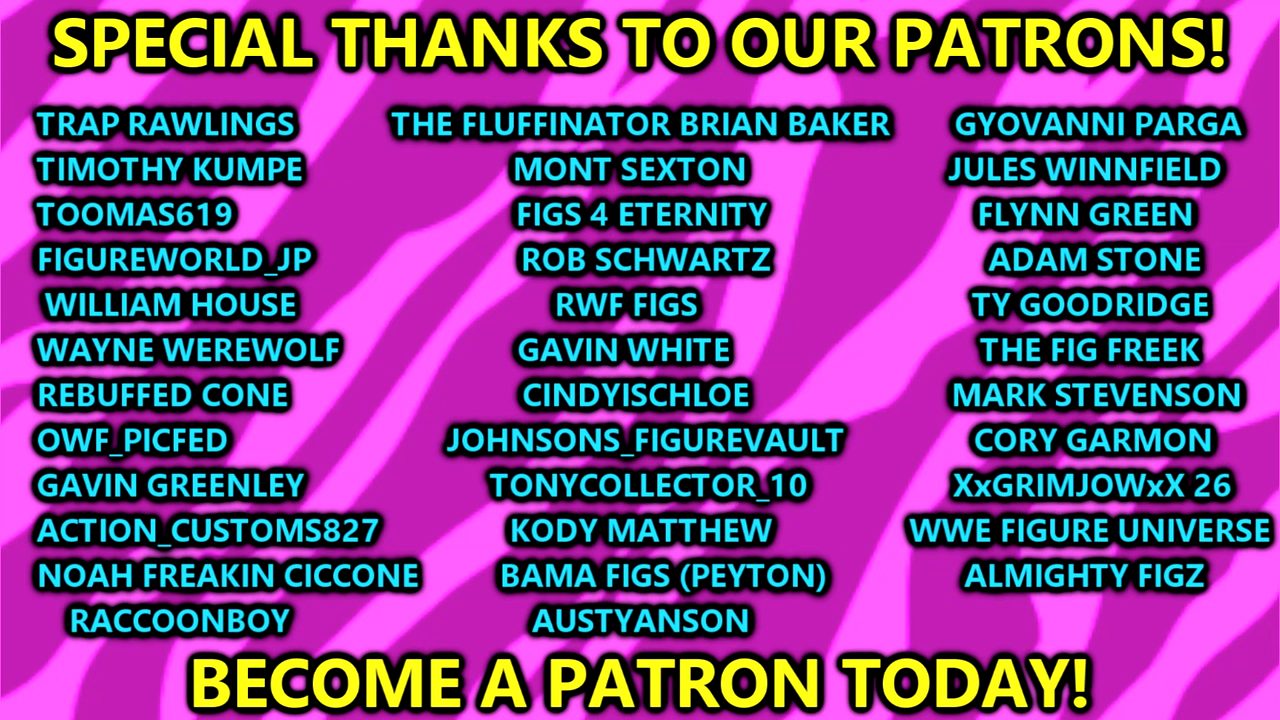 SPECIAL THANKS TO OUR PATRONS!
TRAP RAWLINGS
TIMOTHY KUMPE
TOOMAS619
FIGUREWORLD_JP
WILLIAM HOUSE
WAYNE WEREWOLF
REBUFFED CONE
OWF_PICFED
GAVIN GREENLEY
ACTION_CUSTOMS827
NOAH FREAKIN CICCONE
RACCOONBOY
THE FLUFFINATOR BRIAN BAKER
MONT SEXTON
FIGS 4 ETERNITY
ROB SCHWARTZ
RWF FIGS
GAVIN WHITE
CINDYISCHLOE
JOHNSONS_FIGUREVAULT
TONYCOLLECTOR_10
KODY MATTHEW
BAMA FIGS (PEYTON)
AUSTYANSON
GYOVANNI PARGA
JULES WINNFIELD
FLYNN GREEN
ADAM STONE
TY GOODRIDGE
THE FIG FREEK
MARK STEVENSON
CORY GARMON
XxGRIMJOWxX 26
WWE FIGURE UNIVERSE
ALMIGHTY FIGZ
BECOME A PATRON TODAY!